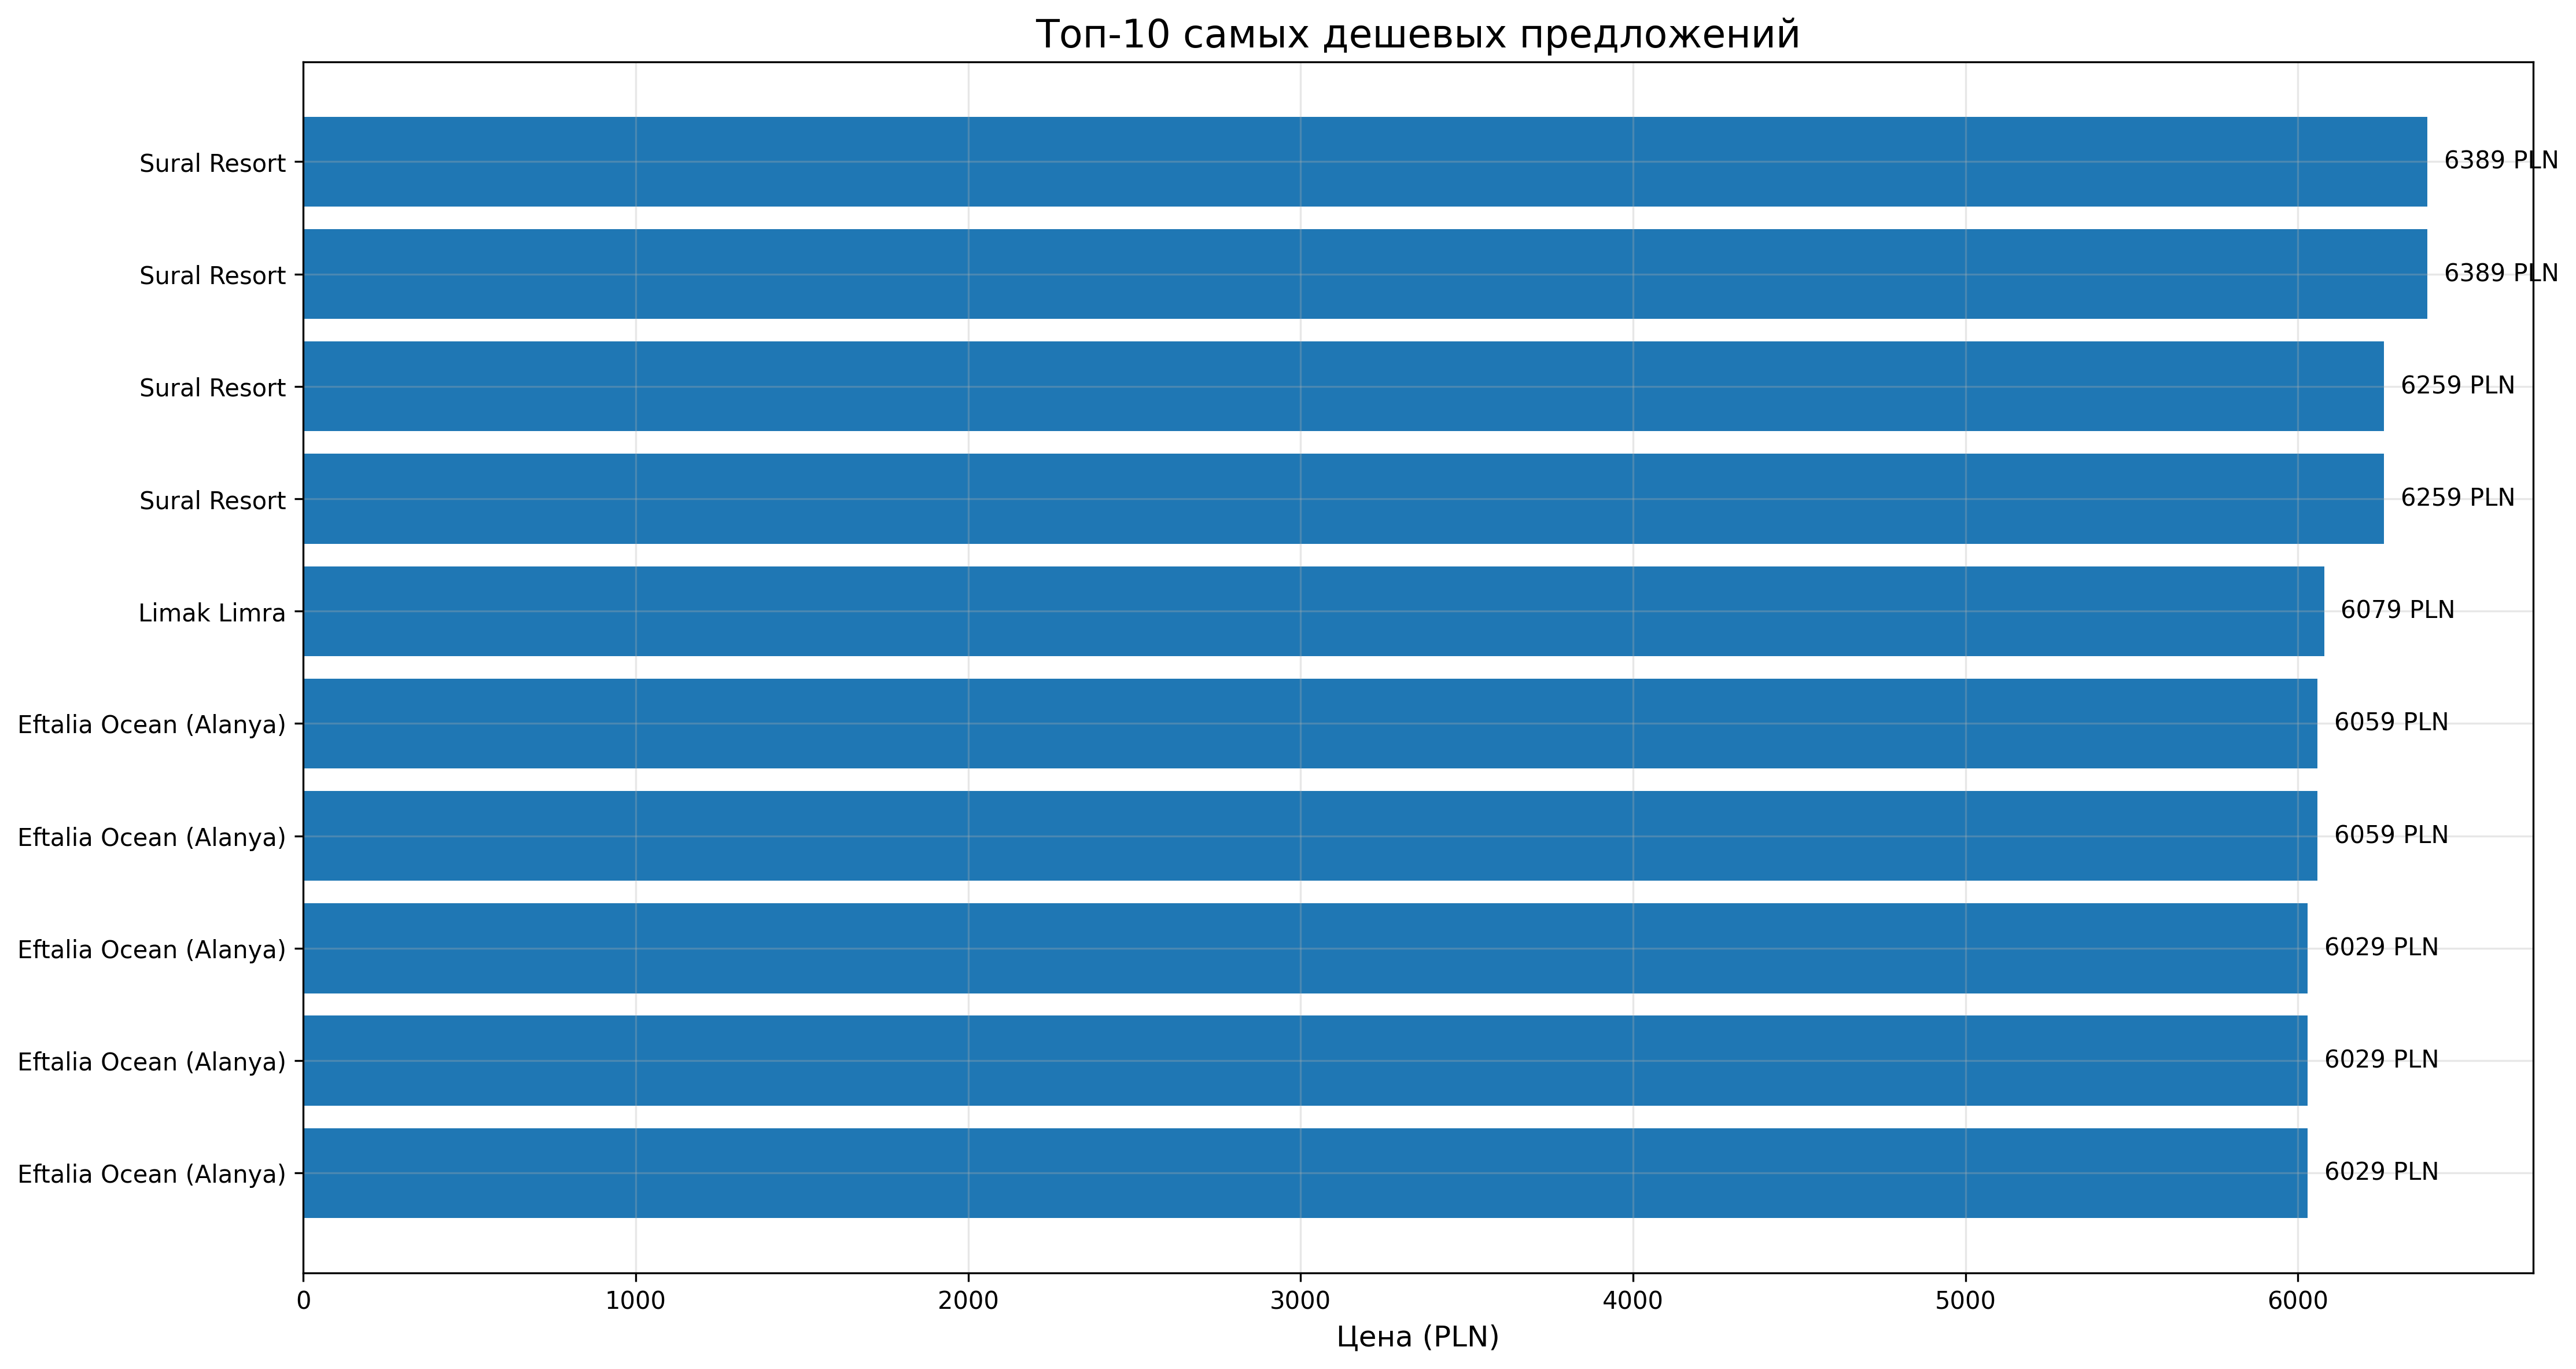 Топ-10 самых дешевых предложений
Sural Resort 6389 PLN
Sural Resort 6389 PLN
Sural Resort 6259 PLN
Sural Resort 6259 PLN
Limak Limra 6079 PLN
Eftalia Ocean (Alanya) 6059 PLN
Eftalia Ocean (Alanya) 6059 PLN
Eftalia Ocean (Alanya) 6029 PLN
Eftalia Ocean (Alanya) 6029 PLN
Eftalia Ocean (Alanya) 6029 PLN
0 1000 2000 3000 4000 5000 6000
Цена (PLN)